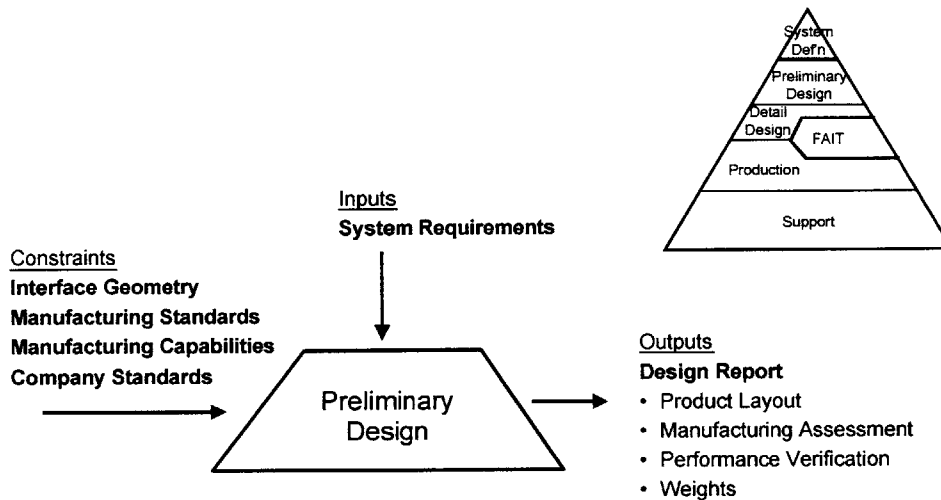 System
Def'n
Preliminary
Design
Detail
Design
FAIT
Production
Support
Inputs
System Requirements
Constraints
Interface Geometry
Manufacturing Standards
Manufacturing Capabilities
Company Standards
Preliminary
Design
Outputs
Design Report
• Product Layout
• Manufacturing Assessment
• Performance Verification
• Weights